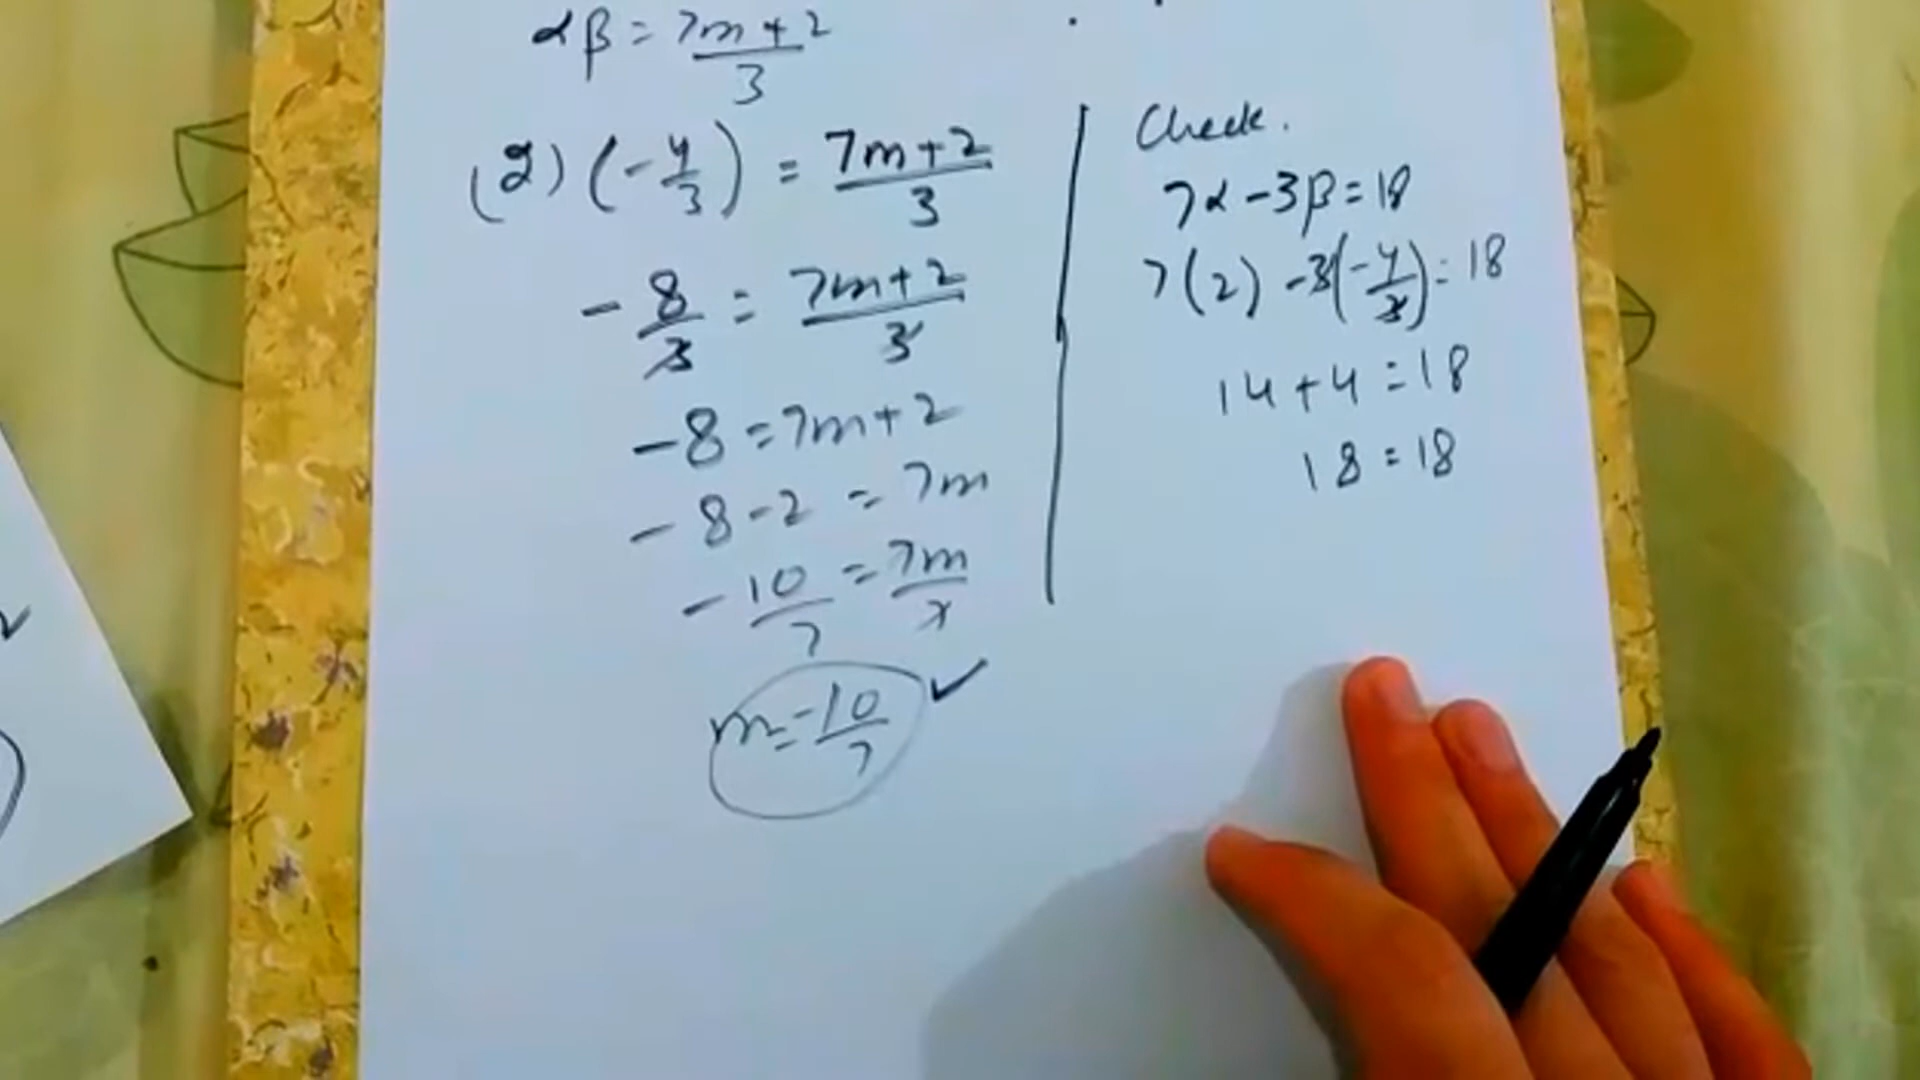 αβ = 7m+2/3
(2)(-4/3) = 7m+2/3
-8/3 = 7m+2/3
-8 = 7m+2
-8-2 = 7m
-10/7 = 7m/7
m = -10/7 ✓
Check.
7α-3β=18
7(2) -3(-4/3) = 18
14+4 = 18
18 = 18